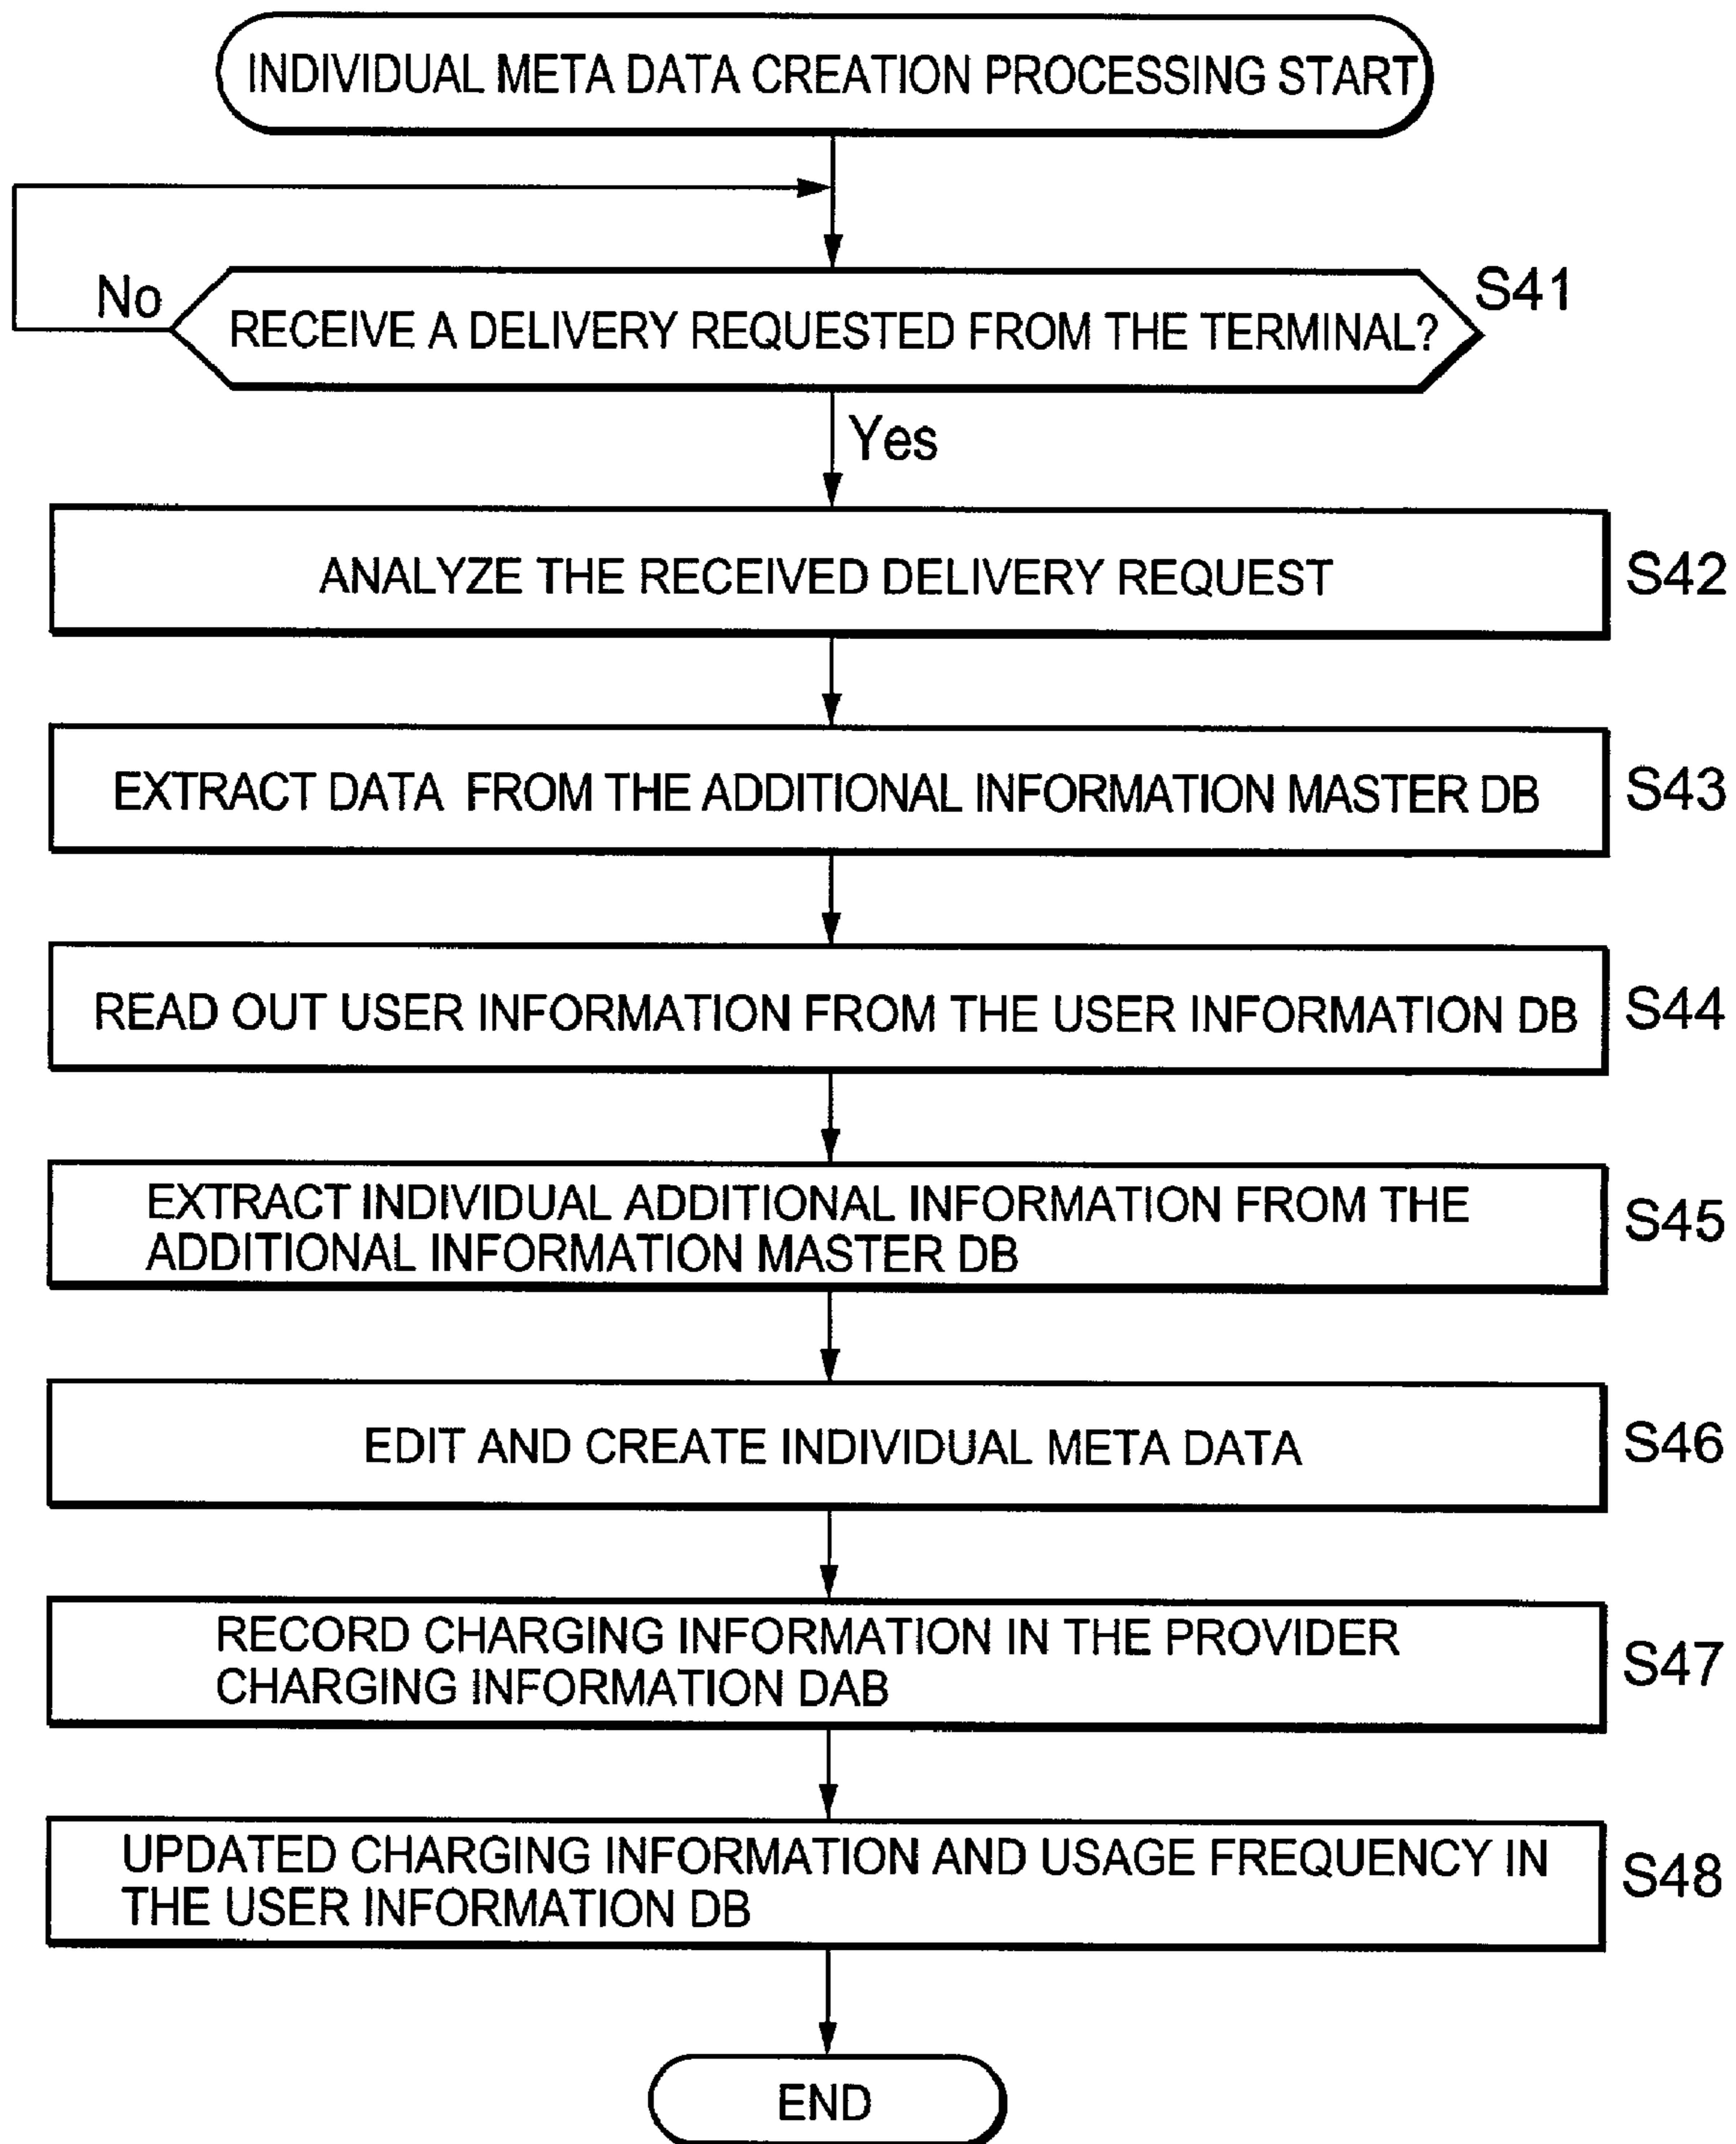 INDIVIDUAL META DATA CREATION PROCESSING START
No
S41
RECEIVE A DELIVERY REQUESTED FROM THE TERMINAL?
Yes
ANALYZE THE RECEIVED DELIVERY REQUEST
S42
EXTRACT DATA FROM THE ADDITIONAL INFORMATION MASTER DB
S43
READ OUT USER INFORMATION FROM THE USER INFORMATION DB
S44
EXTRACT INDIVIDUAL ADDITIONAL INFORMATION FROM THE
ADDITIONAL INFORMATION MASTER DB
S45
EDIT AND CREATE INDIVIDUAL META DATA
S46
RECORD CHARGING INFORMATION IN THE PROVIDER
CHARGING INFORMATION DAB
S47
UPDATED CHARGING INFORMATION AND USAGE FREQUENCY IN
THE USER INFORMATION DB
S48
END